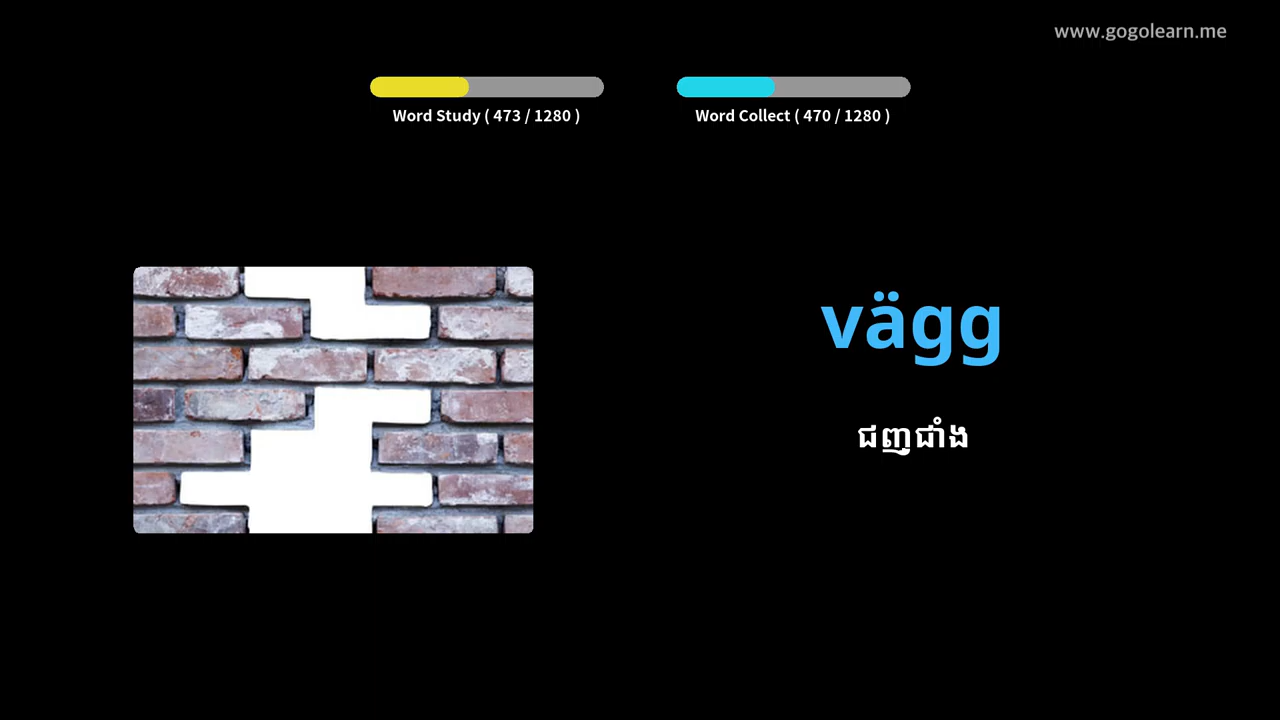 www.gogolearn.me
Word Study ( 473 / 1280 )
Word Collect ( 470 / 1280 )
vägg
ជញ្ជាំង